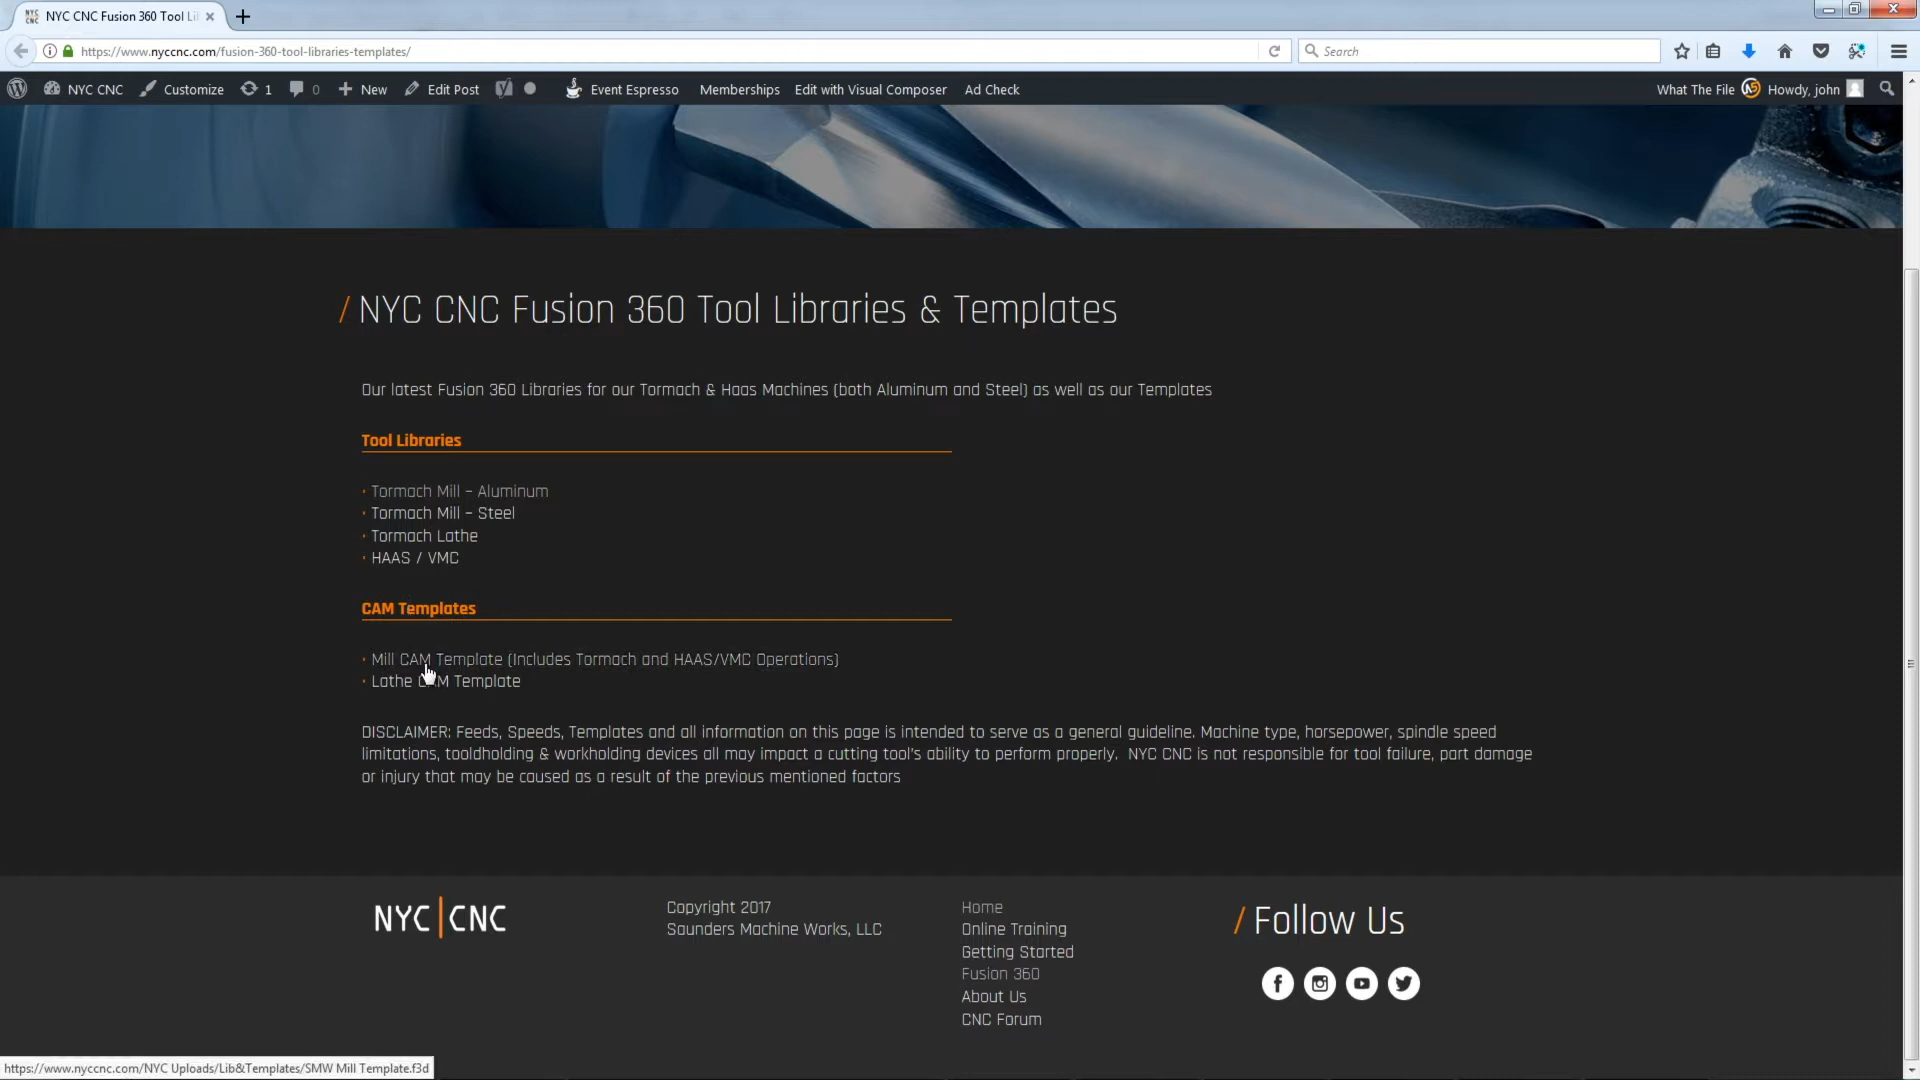 NYC CNC Fusion 360 Tool Li
https://www.nyccnc.com/fusion-360-tool-libraries-templates/
Search
NYC CNC Customize 1 0 New Edit Post Event Espresso Memberships Edit with Visual Composer Ad Check What The File Howdy, john
/ NYC CNC Fusion 360 Tool Libraries & Templates
Our latest Fusion 360 Libraries for our Tormach & Haas Machines (both Aluminum and Steel) as well as our Templates
Tool Libraries
· Tormach Mill – Aluminum
· Tormach Mill – Steel
· Tormach Lathe
· HAAS / VMC
CAM Templates
· Mill CAM Template (Includes Tormach and HAAS/VMC Operations)
· Lathe CAM Template
DISCLAIMER: Feeds, Speeds, Templates and all information on this page is intended to serve as a general guideline. Machine type, horsepower, spindle speed
limitations, toolholding & workholding devices all may impact a cutting tool's ability to perform properly. NYC CNC is not responsible for tool failure, part damage
or injury that may be caused as a result of the previous mentioned factors
NYC|CNC
Copyright 2017
Saunders Machine Works, LLC
Home
Online Training
Getting Started
Fusion 360
About Us
CNC Forum
/ Follow Us
https://www.nyccnc.com/NYC Uploads/Lib&Templates/SMW Mill Template.f3d